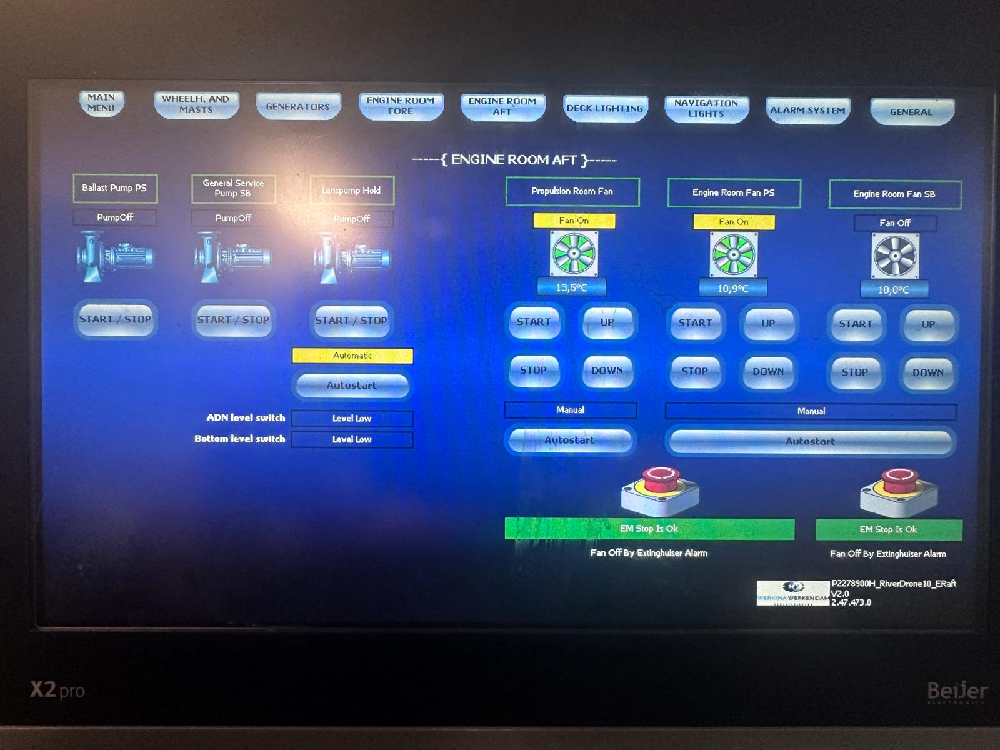 MAIN
MENU
WHEELH. AND
MASTS
GENERATORS
ENGINE ROOM
FORE
ENGINE ROOM
AFT
DECK LIGHTING
NAVIGATION
LIGHTS
ALARM SYSTEM
GENERAL
-----{ ENGINE ROOM AFT }-----
Ballast Pump PS
General Service
Pump SB
Lenspump Hold
Propulsion Room Fan
Engine Room Fan PS
Engine Room Fan SB
PumpOff
PumpOff
PumpOff
Fan On
Fan On
Fan Off
13,5°C
10,9°C
10,0°C
START / STOP
START / STOP
START / STOP
START
UP
START
UP
START
UP
Automatic
STOP
DOWN
STOP
DOWN
STOP
DOWN
Autostart
Manual
Manual
ADN level switch
Level Low
Bottom level switch
Level Low
Autostart
Autostart
EM Stop Is Ok
EM Stop Is Ok
Fan Off By Extinghuiser Alarm
Fan Off By Extinghuiser Alarm
WERKINA WERKENDAM
P2278900H_RiverDrone10_ERaft
V2.0
2.47.473.0
X2 pro
Beijer
ELECTRONICS